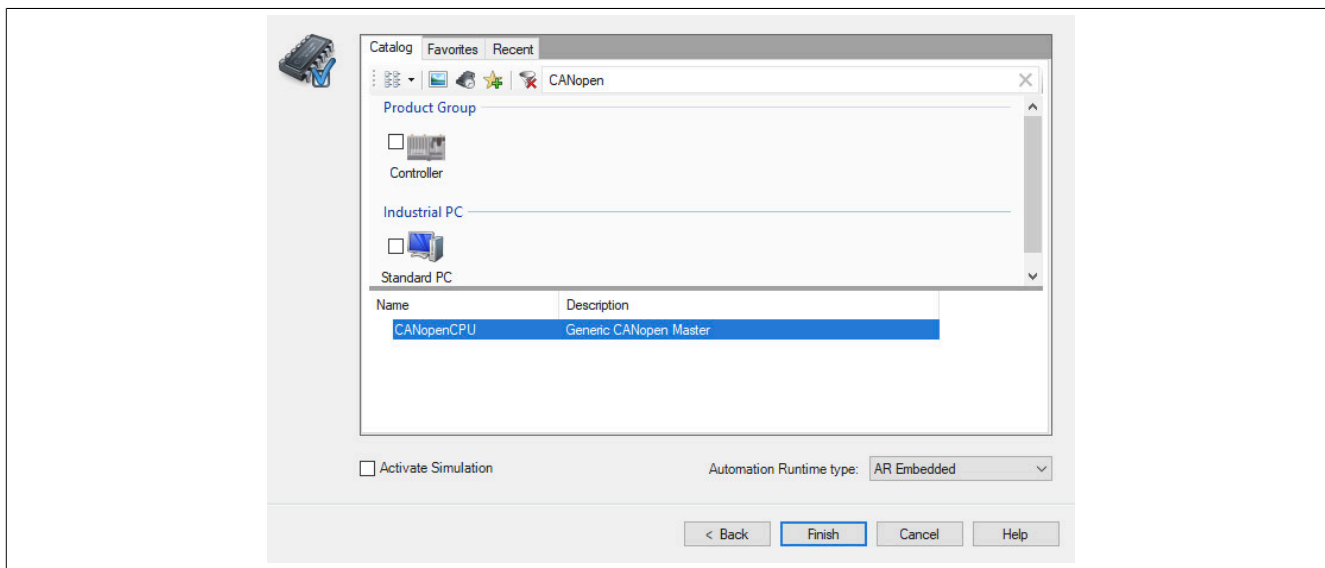 Catalog Favorites Recent
CANopen
Product Group
Controller
Industrial PC
Standard PC
Name Description
CANopenCPU Generic CANopen Master
Activate Simulation Automation Runtime type: AR Embedded
< Back Finish Cancel Help